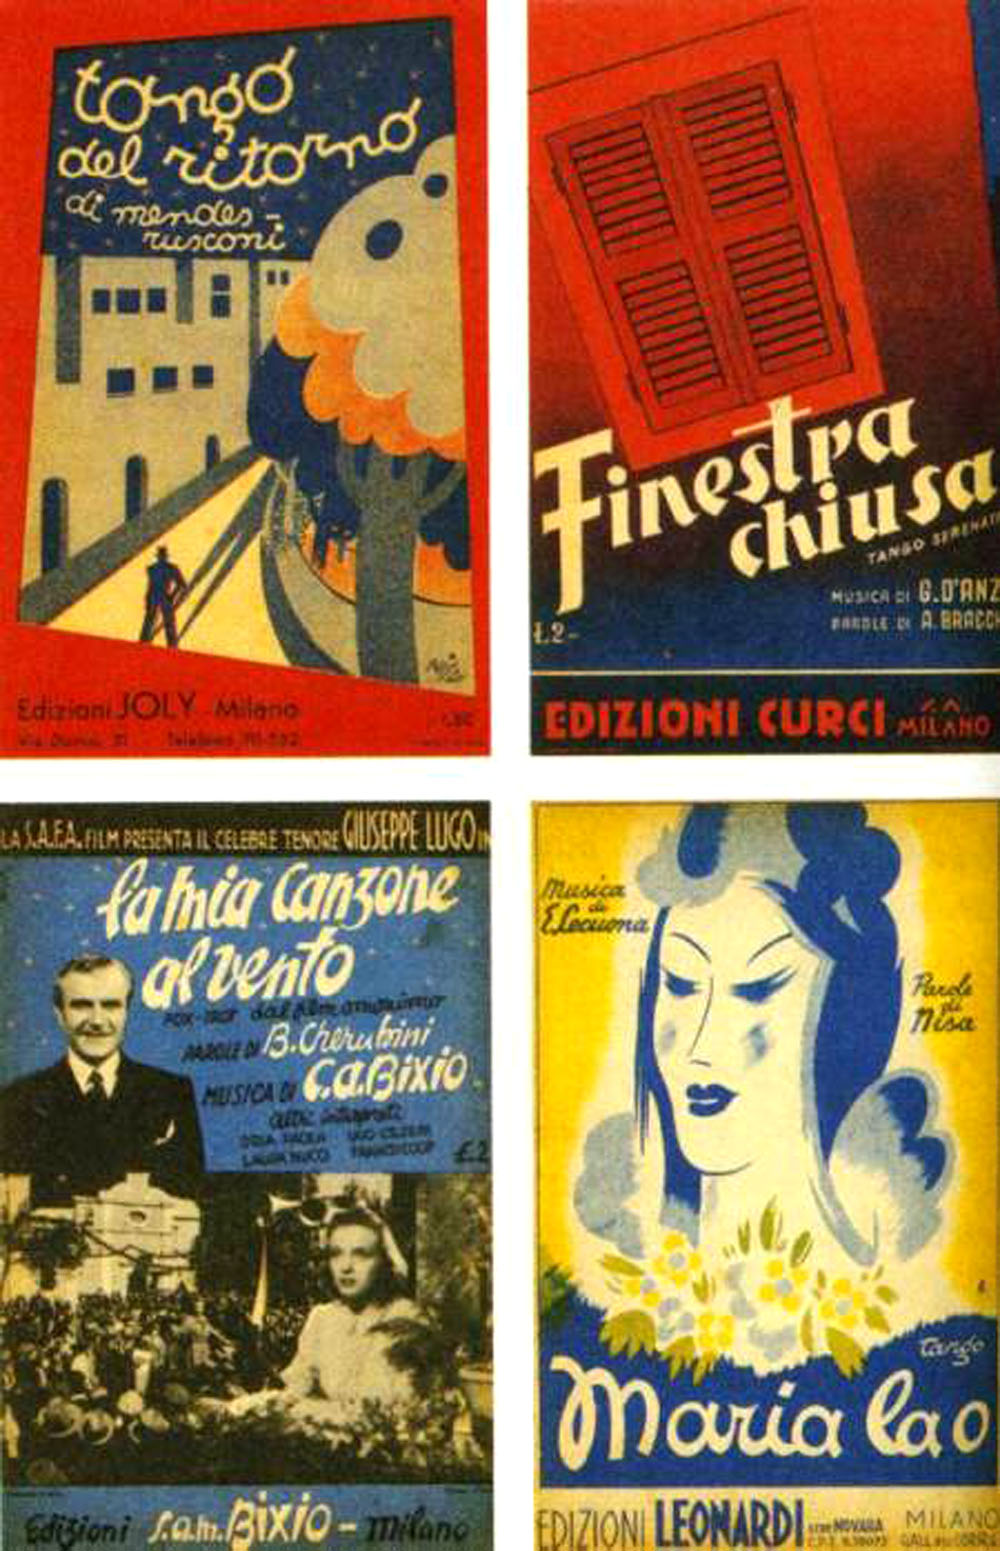 tango
del ritorno
di mendes-
rusconi
Edizioni JOLY - Milano
Finestra
chiusa
TANGO SERENAT
MUSICA DI G. D'ANZ
PAROLE DI A. BRACCH
£.2-
EDIZIONI CURCI S.A. MILANO
LA S.A.F.A. FILM PRESENTA IL CELEBRE TENORE GIUSEPPE LUGO IN
la mia canzone
al vento
dal film omonimo
PAROLE DI B. Cherubini
MUSICA DI C.A. BIXIO
altri interpreti
£2
Edizioni S.A.M. BIXIO - Milano
Musica
di
E. Lecuona
Parole
di
Nisa
tango
Maria la o
EDIZIONI LEONARDI MILANO